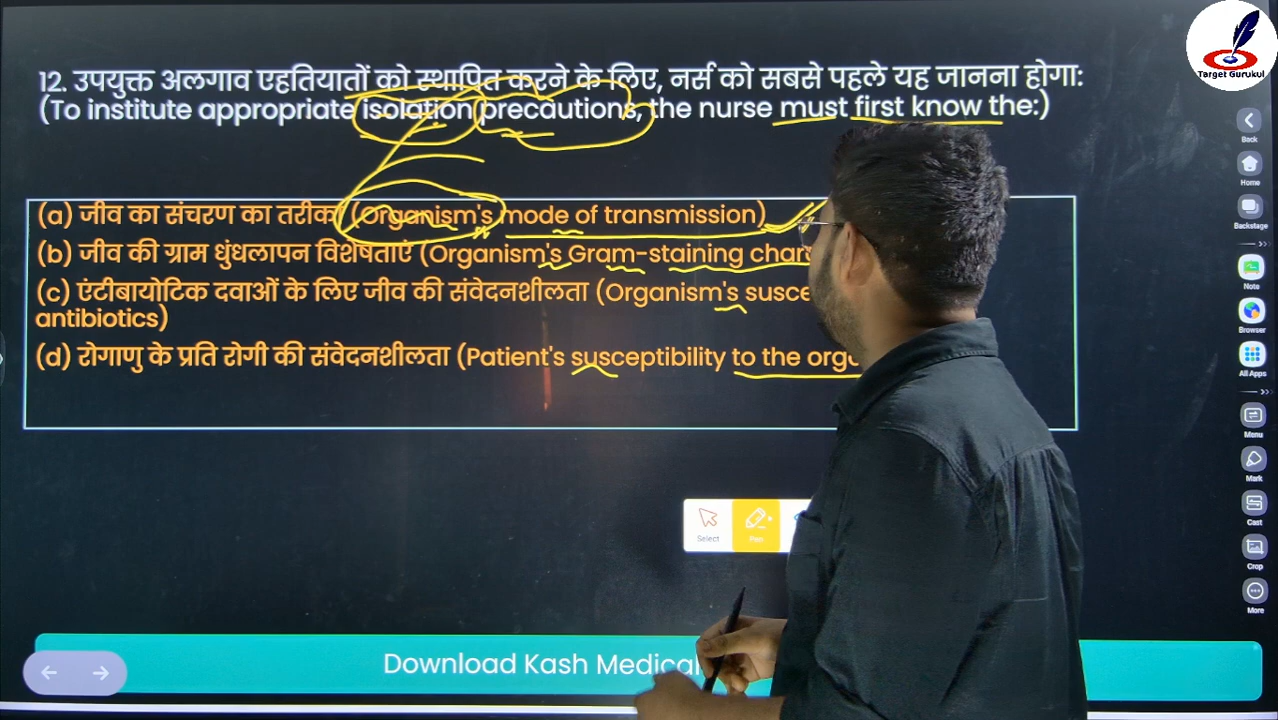 12. उपयुक्त अलगाव एहतियातों को स्थापित करने के लिए, नर्स को सबसे पहले यह जानना होगा:
(To institute appropriate isolation precautions, the nurse must first know the:)
(a) जीव का संचरण का तरीका (Organism's mode of transmission)
(b) जीव की ग्राम धुंधलापन विशेषताएं (Organism's Gram-staining
(c) एंटीबायोटिक दवाओं के लिए जीव की संवेदनशीलता (Organism's
antibiotics)
(d) रोगाणु के प्रति रोगी की संवेदनशीलता (Patient's susceptibility to the
Download Kash Medical
Select
Pen
Target Gurukul
Back
Home
Backstage
Note
Browser
All Apps
Menu
Mark
Cast
Crop
More